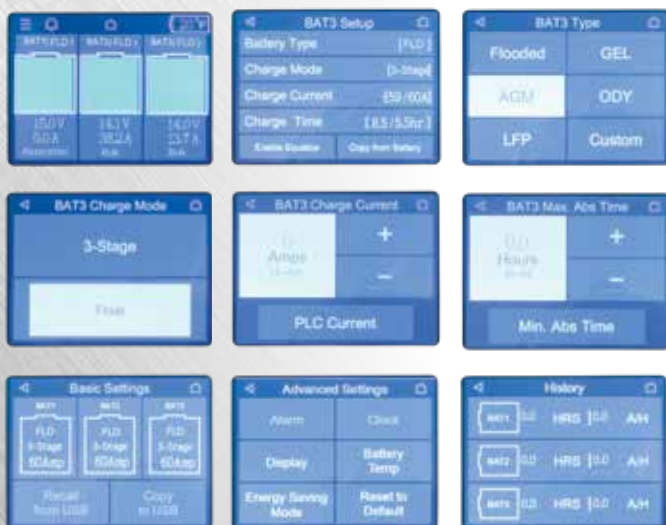 BAT1(FLD) BAT2(FLD) BAT3(FLD)
14.1V 14.0V
0.0A 38.2A 13.7A
Absorption Bulk Bulk
BAT3 Setup
Battery Type [FLD]
Charge Mode [3-Stage]
Charge Current
Charge Time [8.5/5.5hr]
Enable Equalize Copy from Battery
BAT3 Type
Flooded GEL
AGM ODY
LFP Custom
BAT3 Charge Mode
3-Stage
Float
BAT3 Charge Current
Amps
+
-
PLC Current
BAT3 Max. Abs Time
0.0
Hours
+
-
Min. Abs Time
Basic Settings
BAT1 BAT2 BAT3
FLD FLD FLD
3-Stage 3-Stage 3-Stage
60Amp 60Amp 60Amp
Recall from USB
Copy to USB
Advanced Settings
Alarm Clock
Display Battery Temp
Energy Saving Mode
Reset to Default
History
BAT1 0.0 HRS 0.0 A/H
BAT2 0.0 HRS 0.0 A/H
BAT3 0.0 HRS 0.0 A/H